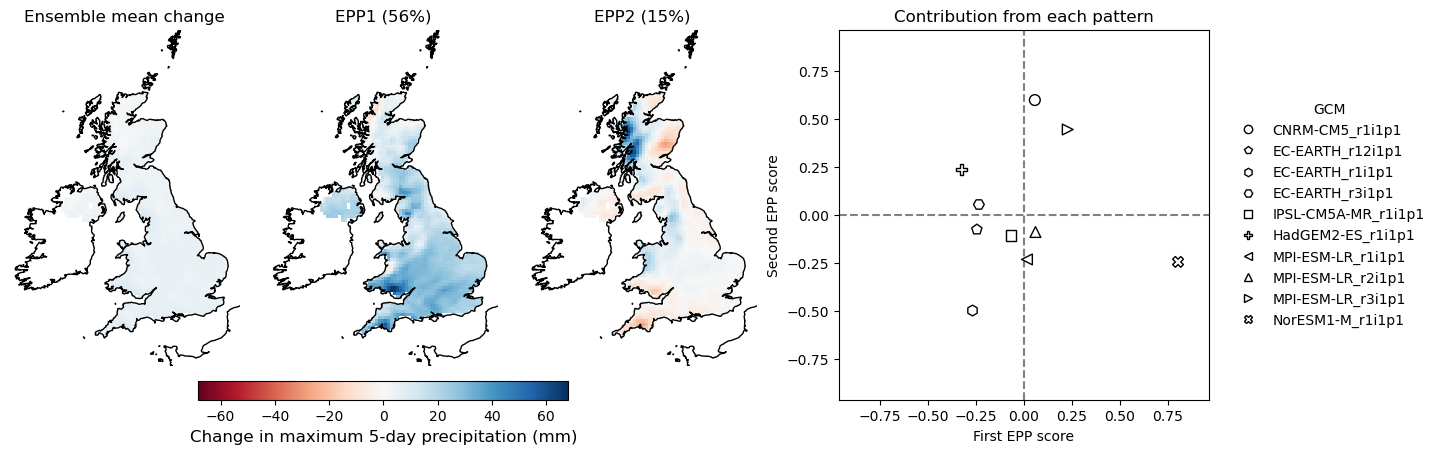 Ensemble mean change
EPP1 (56%)
EPP2 (15%)
Contribution from each pattern
−60 −40 −20 0 20 40 60
Change in maximum 5-day precipitation (mm)
Second EPP score
0.75
0.50
0.25
0.00
−0.25
−0.50
−0.75
−0.75 −0.50 −0.25 0.00 0.25 0.50 0.75
First EPP score
GCM
CNRM-CM5_r1i1p1
EC-EARTH_r12i1p1
EC-EARTH_r1i1p1
EC-EARTH_r3i1p1
IPSL-CM5A-MR_r1i1p1
HadGEM2-ES_r1i1p1
MPI-ESM-LR_r1i1p1
MPI-ESM-LR_r2i1p1
MPI-ESM-LR_r3i1p1
NorESM1-M_r1i1p1